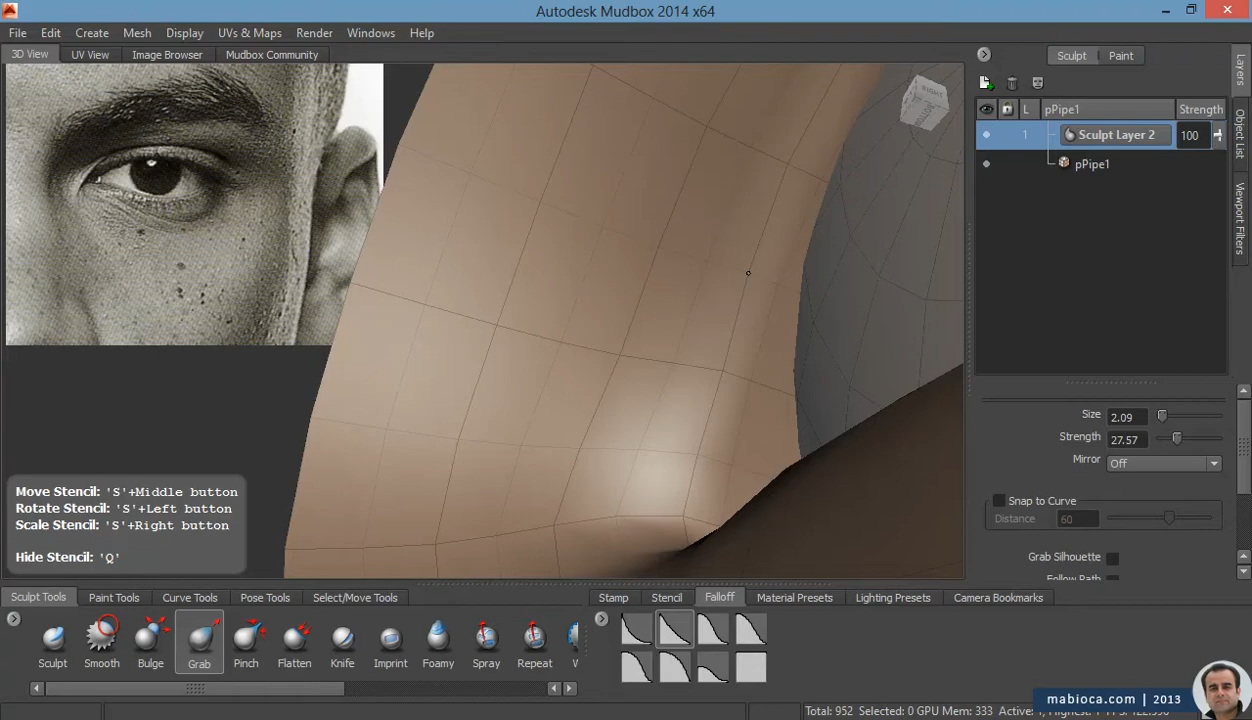 Autodesk Mudbox 2014 x64
File Edit Create Mesh Display UVs & Maps Render Windows Help
3D View UV View Image Browser Mudbox Community
Sculpt Paint
Layers
Object List
Viewport Filters
L pPipe1 Strength
1 Sculpt Layer 2 100
pPipe1
Size 2.09
Strength 27.57
Mirror Off
Snap to Curve
Distance 60
Grab Silhouette
Follow Path
Move Stencil: 'S'+Middle button
Rotate Stencil: 'S'+Left button
Scale Stencil: 'S'+Right button
Hide Stencil: 'Q'
Sculpt Tools Paint Tools Curve Tools Pose Tools Select/Move Tools
Stamp Stencil Falloff Material Presets Lighting Presets Camera Bookmarks
Sculpt Smooth Bulge Grab Pinch Flatten Knife Imprint Foamy Spray Repeat
mabioca.com | 2013
Total: 952 Selected: 0 GPU Mem: 333 Active: